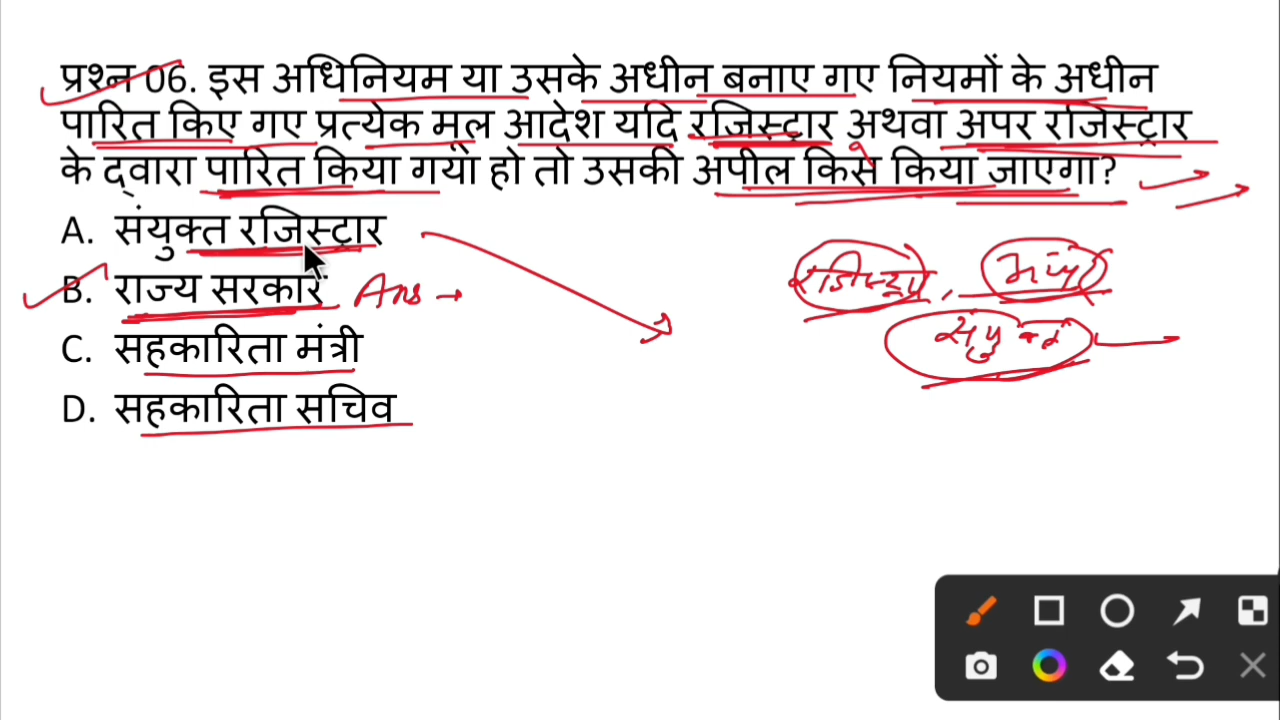 प्रश्न 06. इस अधिनियम या उसके अधीन बनाए गए नियमों के अधीन
पारित किए गए प्रत्येक मूल आदेश यदि रजिस्ट्रार अथवा अपर रजिस्ट्रार
के द्वारा पारित किया गया हो तो उसकी अपील किसे किया जाएगा?
A. संयुक्त रजिस्ट्रार
B. राज्य सरकार Ans
C. सहकारिता मंत्री
D. सहकारिता सचिव